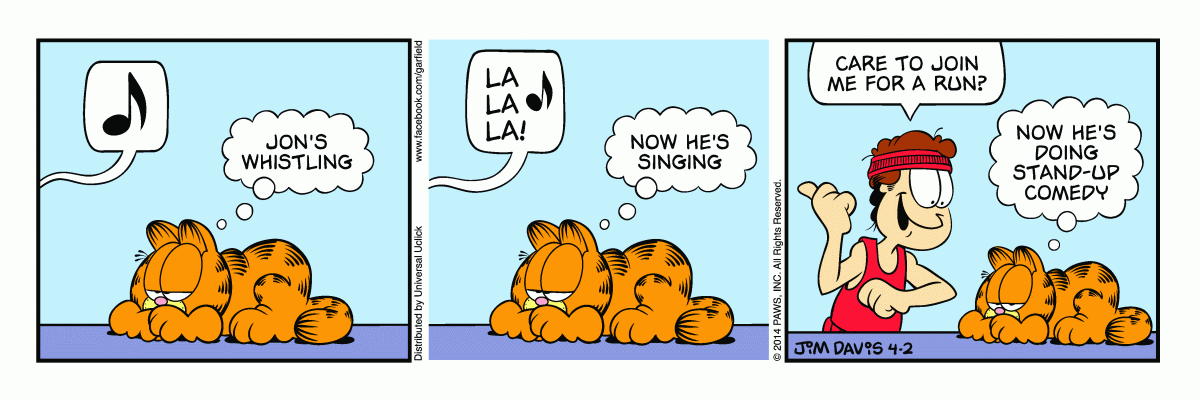 JON'S
WHISTLING
www.facebook.com/garfield
Distributed by Universal Uclick
LA
LA
LA!
NOW HE'S
SINGING
© 2014 PAWS, INC. All Rights Reserved.
CARE TO JOIN
ME FOR A RUN?
NOW HE'S
DOING
STAND-UP
COMEDY
JIM DAVIS 4-2